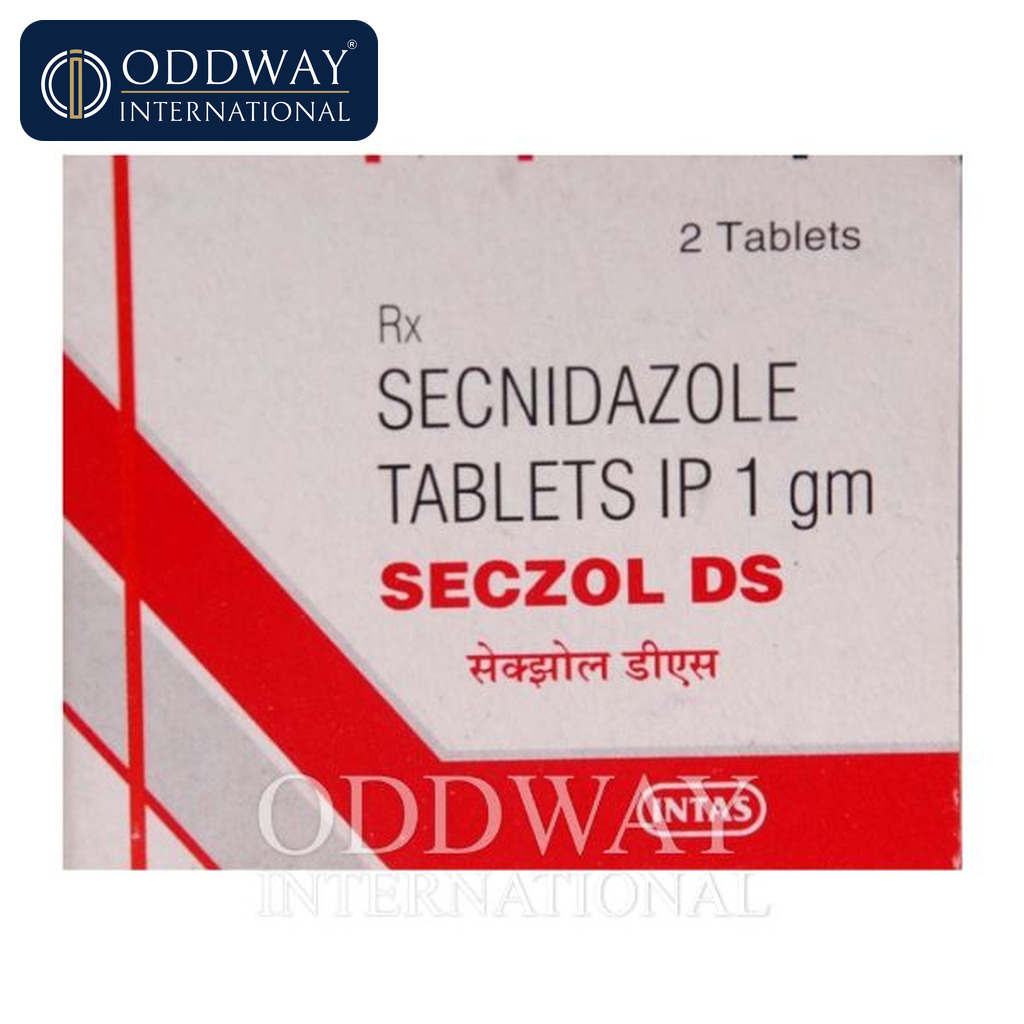 ODDWAY®
INTERNATIONAL
2 Tablets
Rx
SECNIDAZOLE
TABLETS IP 1 gm
SECZOL DS
सेक्झोल डीएस
INTAS
ODDWAY
INTERNATIONAL